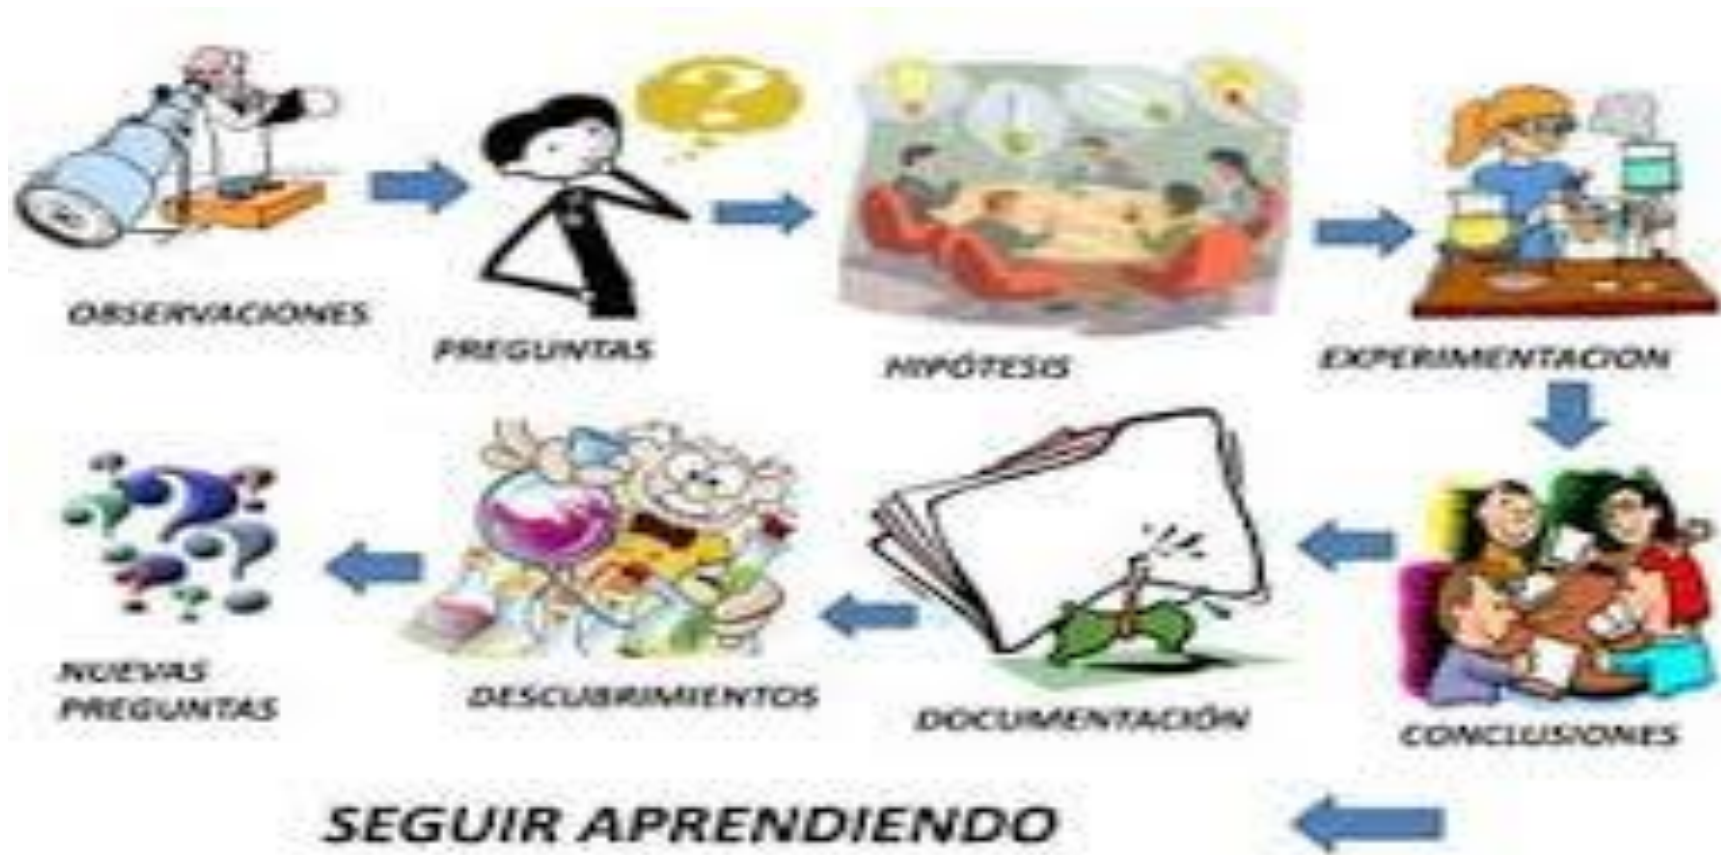 OBSERVACIONES
PREGUNTAS
HIPÓTESIS
EXPERIMENTACION
CONCLUSIONES
DOCUMENTACIÓN
DESCUBRIMIENTOS
NUEVAS
PREGUNTAS
SEGUIR APRENDIENDO